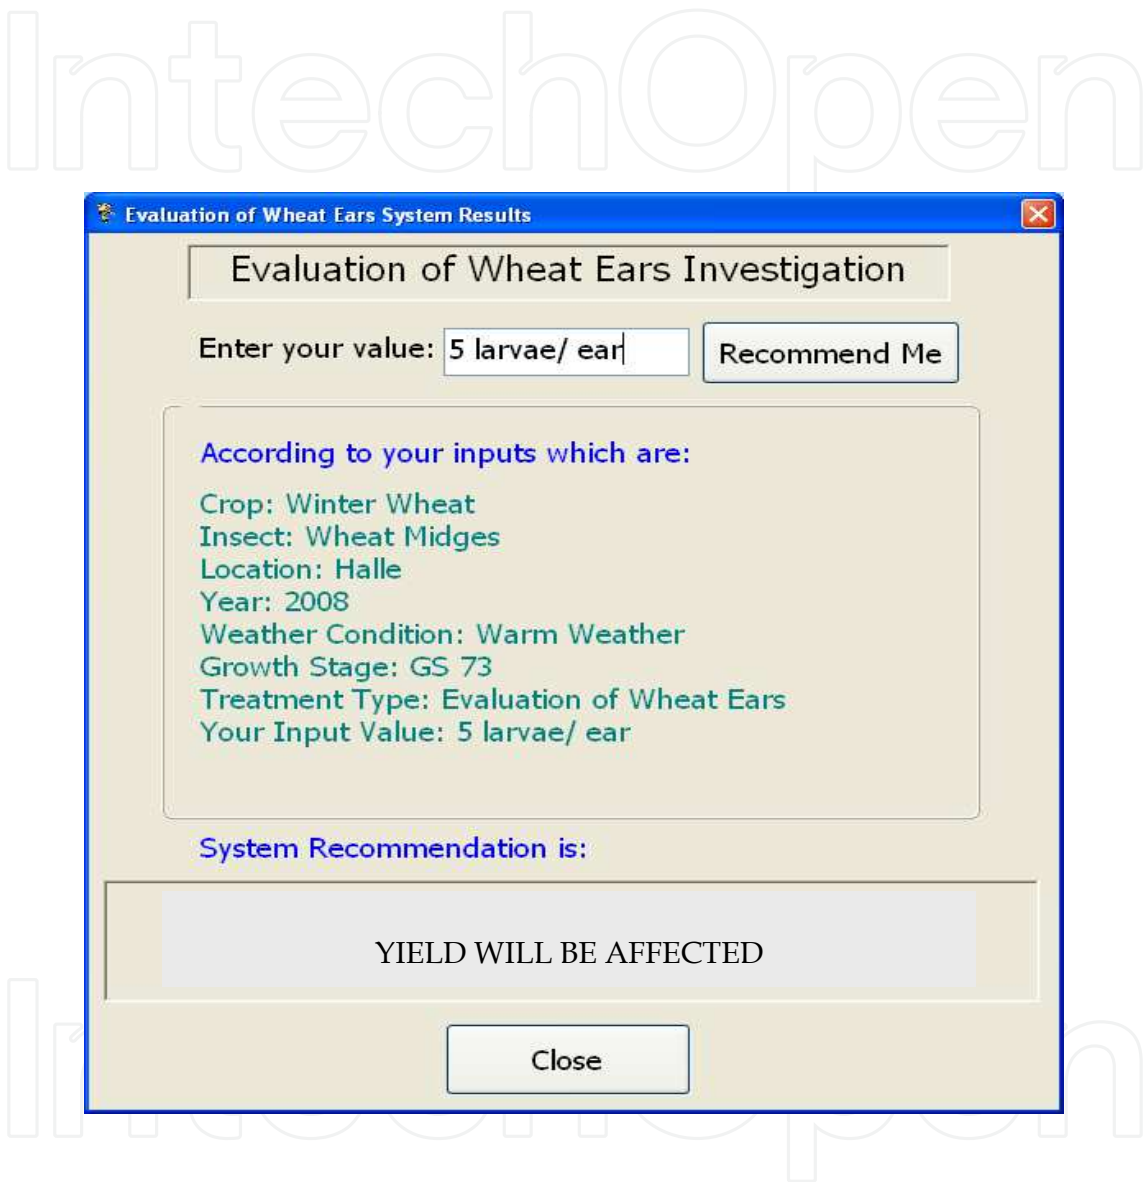 IntechOpen
Evaluation of Wheat Ears System Results
Evaluation of Wheat Ears Investigation
Enter your value: 5 larvae/ ear Recommend Me
According to your inputs which are:
Crop: Winter Wheat
Insect: Wheat Midges
Location: Halle
Year: 2008
Weather Condition: Warm Weather
Growth Stage: GS 73
Treatment Type: Evaluation of Wheat Ears
Your Input Value: 5 larvae/ ear
System Recommendation is:
YIELD WILL BE AFFECTED
Close
IntechOpen